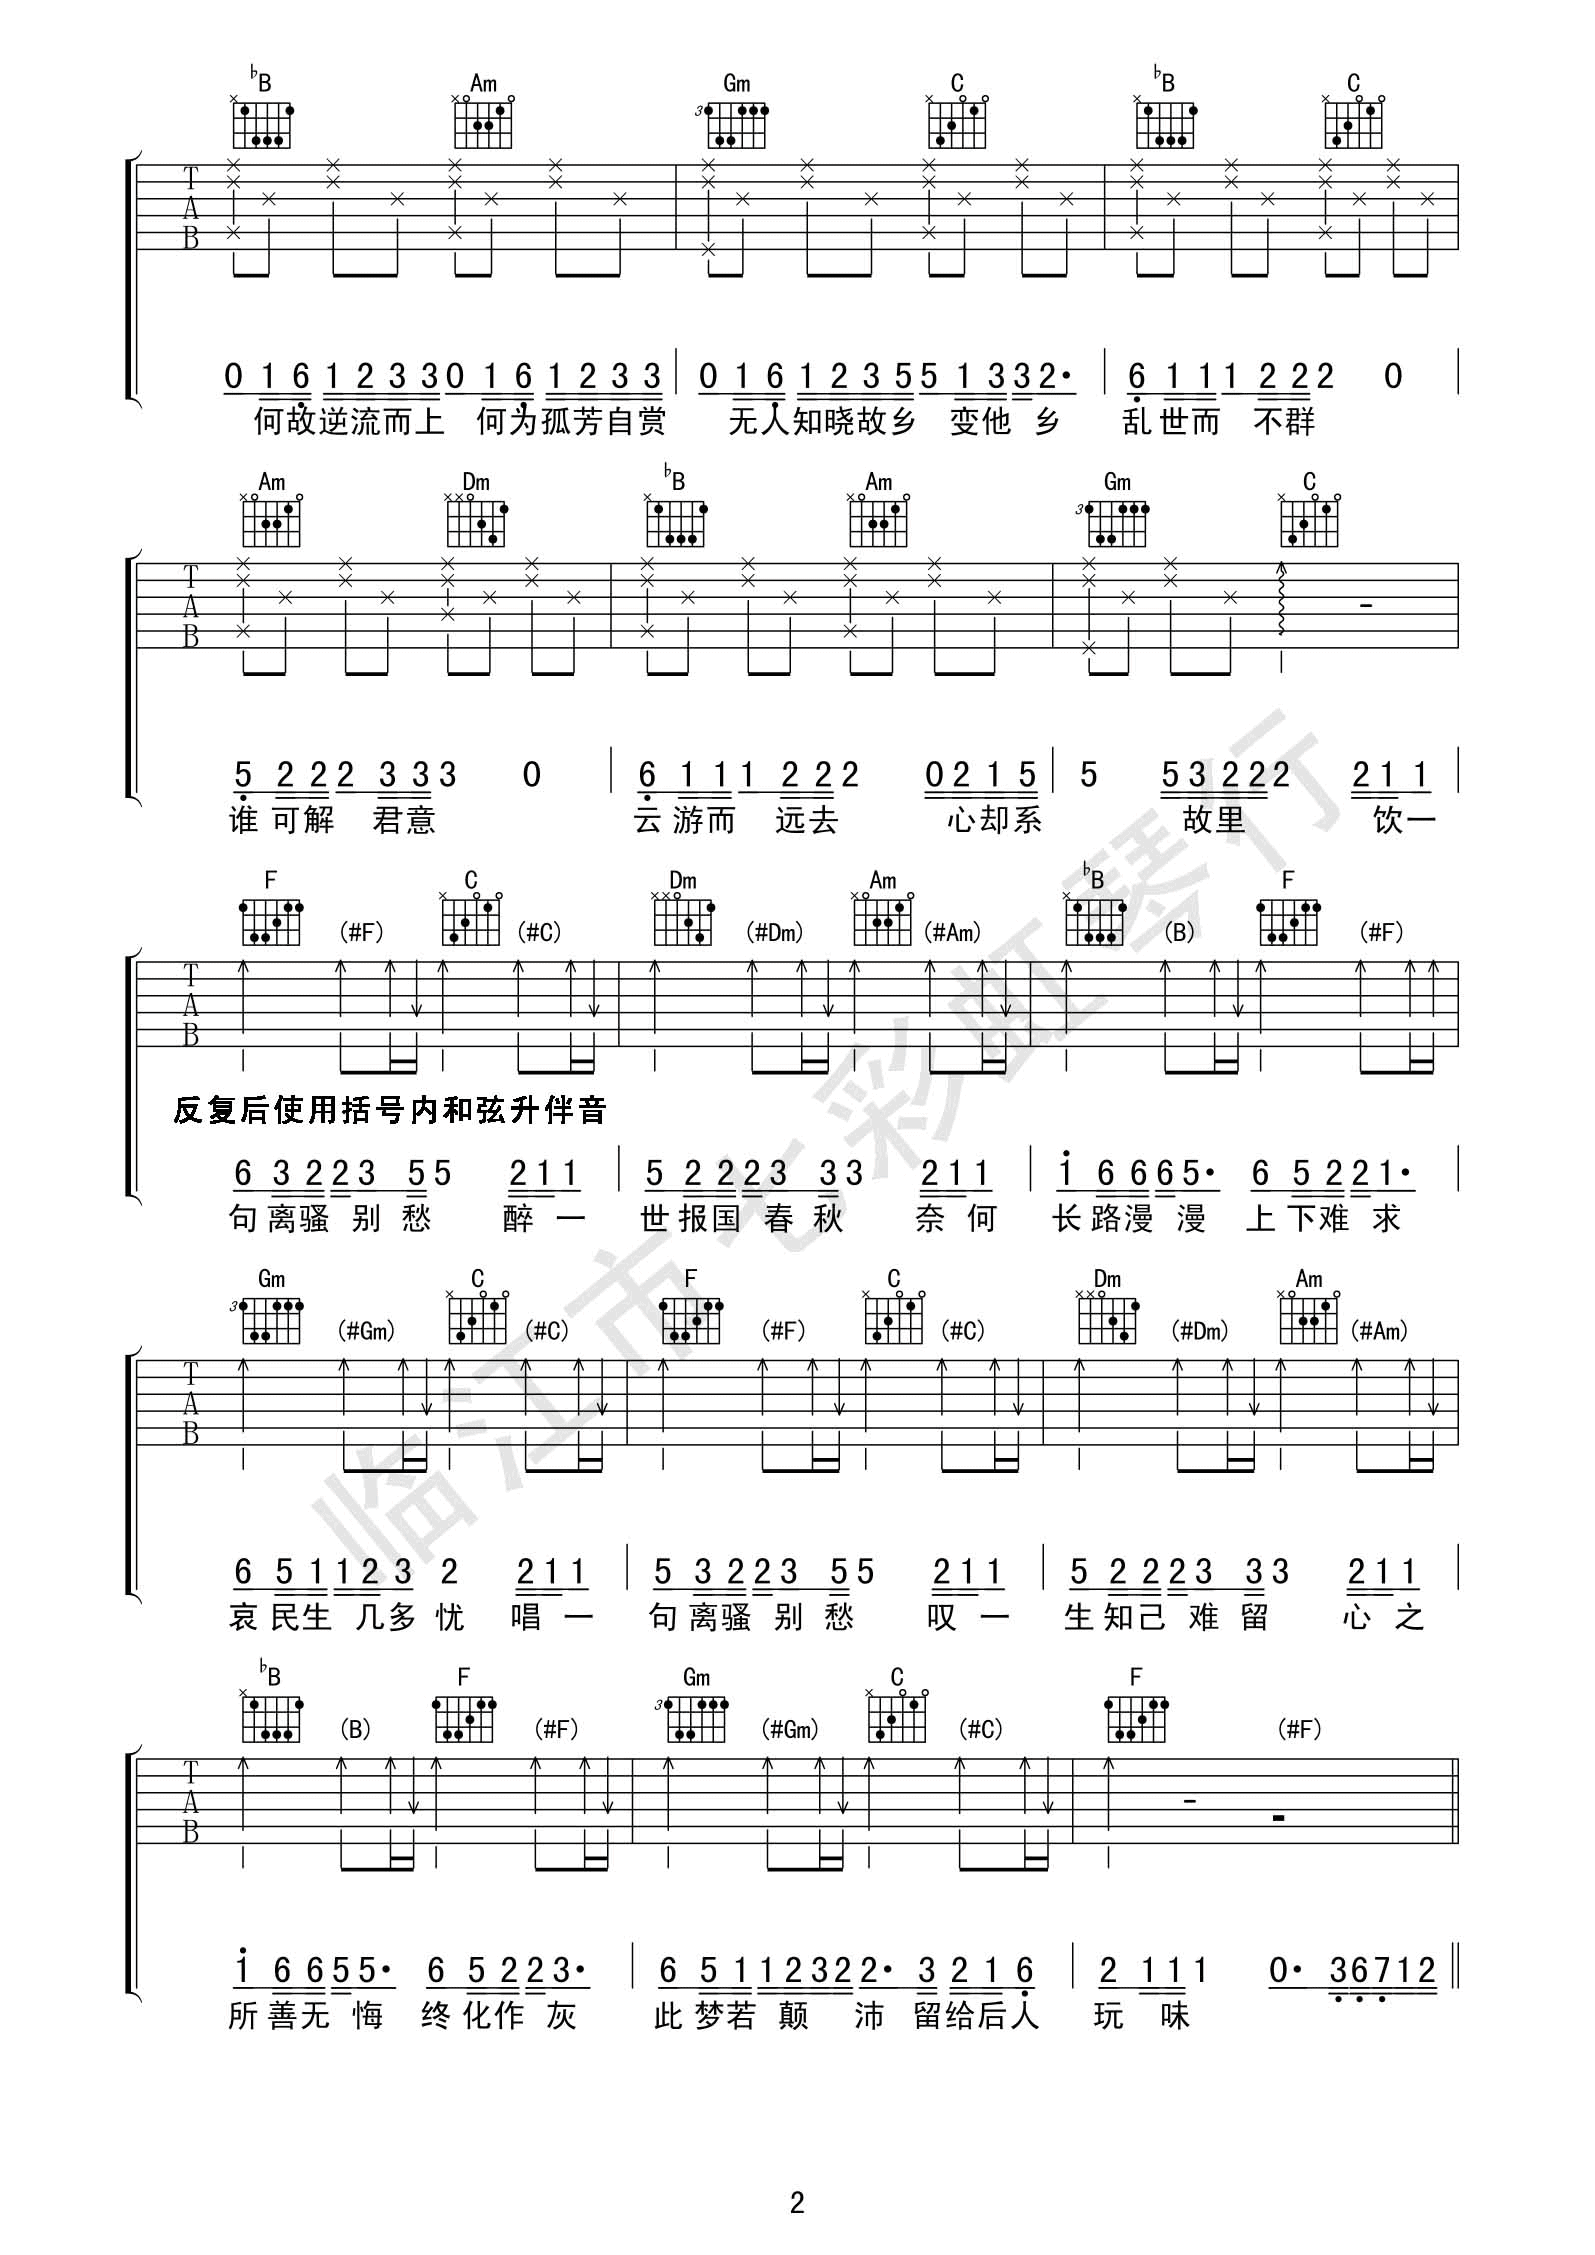 ♭B Am Gm C ♭B C
3
T A B
0 1 6 1 2 3 3 0 1 6 1 2 3 3 0 1 6 1 2 3 5 5 1 3 3 2· 6 1 1 1 2 2 2 0
何故逆流而上 何为孤芳自赏 无人知晓故乡 变他 乡 乱世而 不群
Am Dm ♭B Am Gm C
3
T A B
5 2 2 2 3 3 3 0 6 1 1 1 2 2 2 0 2 1 5 5 5 3 2 2 2 2 1 1
谁可解 君意 云游而 远去 心却系 故里 饮一
F (#F) C (#C) Dm (#Dm) Am (#Am) ♭B (B) F (#F)
T A B
反复后使用括号内和弦升伴音
6 3 2 2 3 5 5 2 1 1 5 2 2 2 3 3 3 2 1 1 1 6 6 6 5· 6 5 2 2 1·
句离骚 别 愁 醉 一 世报国 春 秋 奈 何 长路漫 漫 上下难 求
Gm (#Gm) C (#C) F (#F) C (#C) Dm (#Dm) Am (#Am)
3
T A B
6 5 1 1 2 3 2 2 1 1 5 3 2 2 3 5 5 2 1 1 5 2 2 2 3 3 3 2 1 1
哀民生 几多 忧 唱 一 句离骚 别 愁 叹 一 生知己 难 留 心 之
♭B (B) F (#F) Gm (#Gm) C (#C) F (#F)
3
T A B
1 6 6 5 5· 6 5 2 2 3· 6 5 1 1 2 3 2 2· 3 2 1 6 2 1 1 1 0· 3 6 7 1 2
所善无 悔 终化作 灰 此梦若 颠 沛 留给后人 玩 味
2
临江市七彩虹琴行